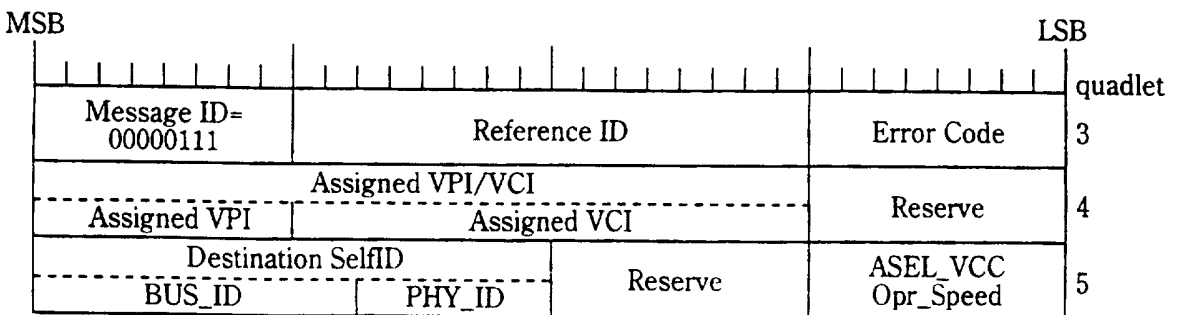 MSB
LSB
quadlet
Message ID=
00000111
Reference ID
Error Code
3
Assigned VPI/VCI
Assigned VPI
Assigned VCI
Reserve
4
Destination SelfID
BUS_ID
PHY_ID
Reserve
ASEL_VCC
Opr_Speed
5